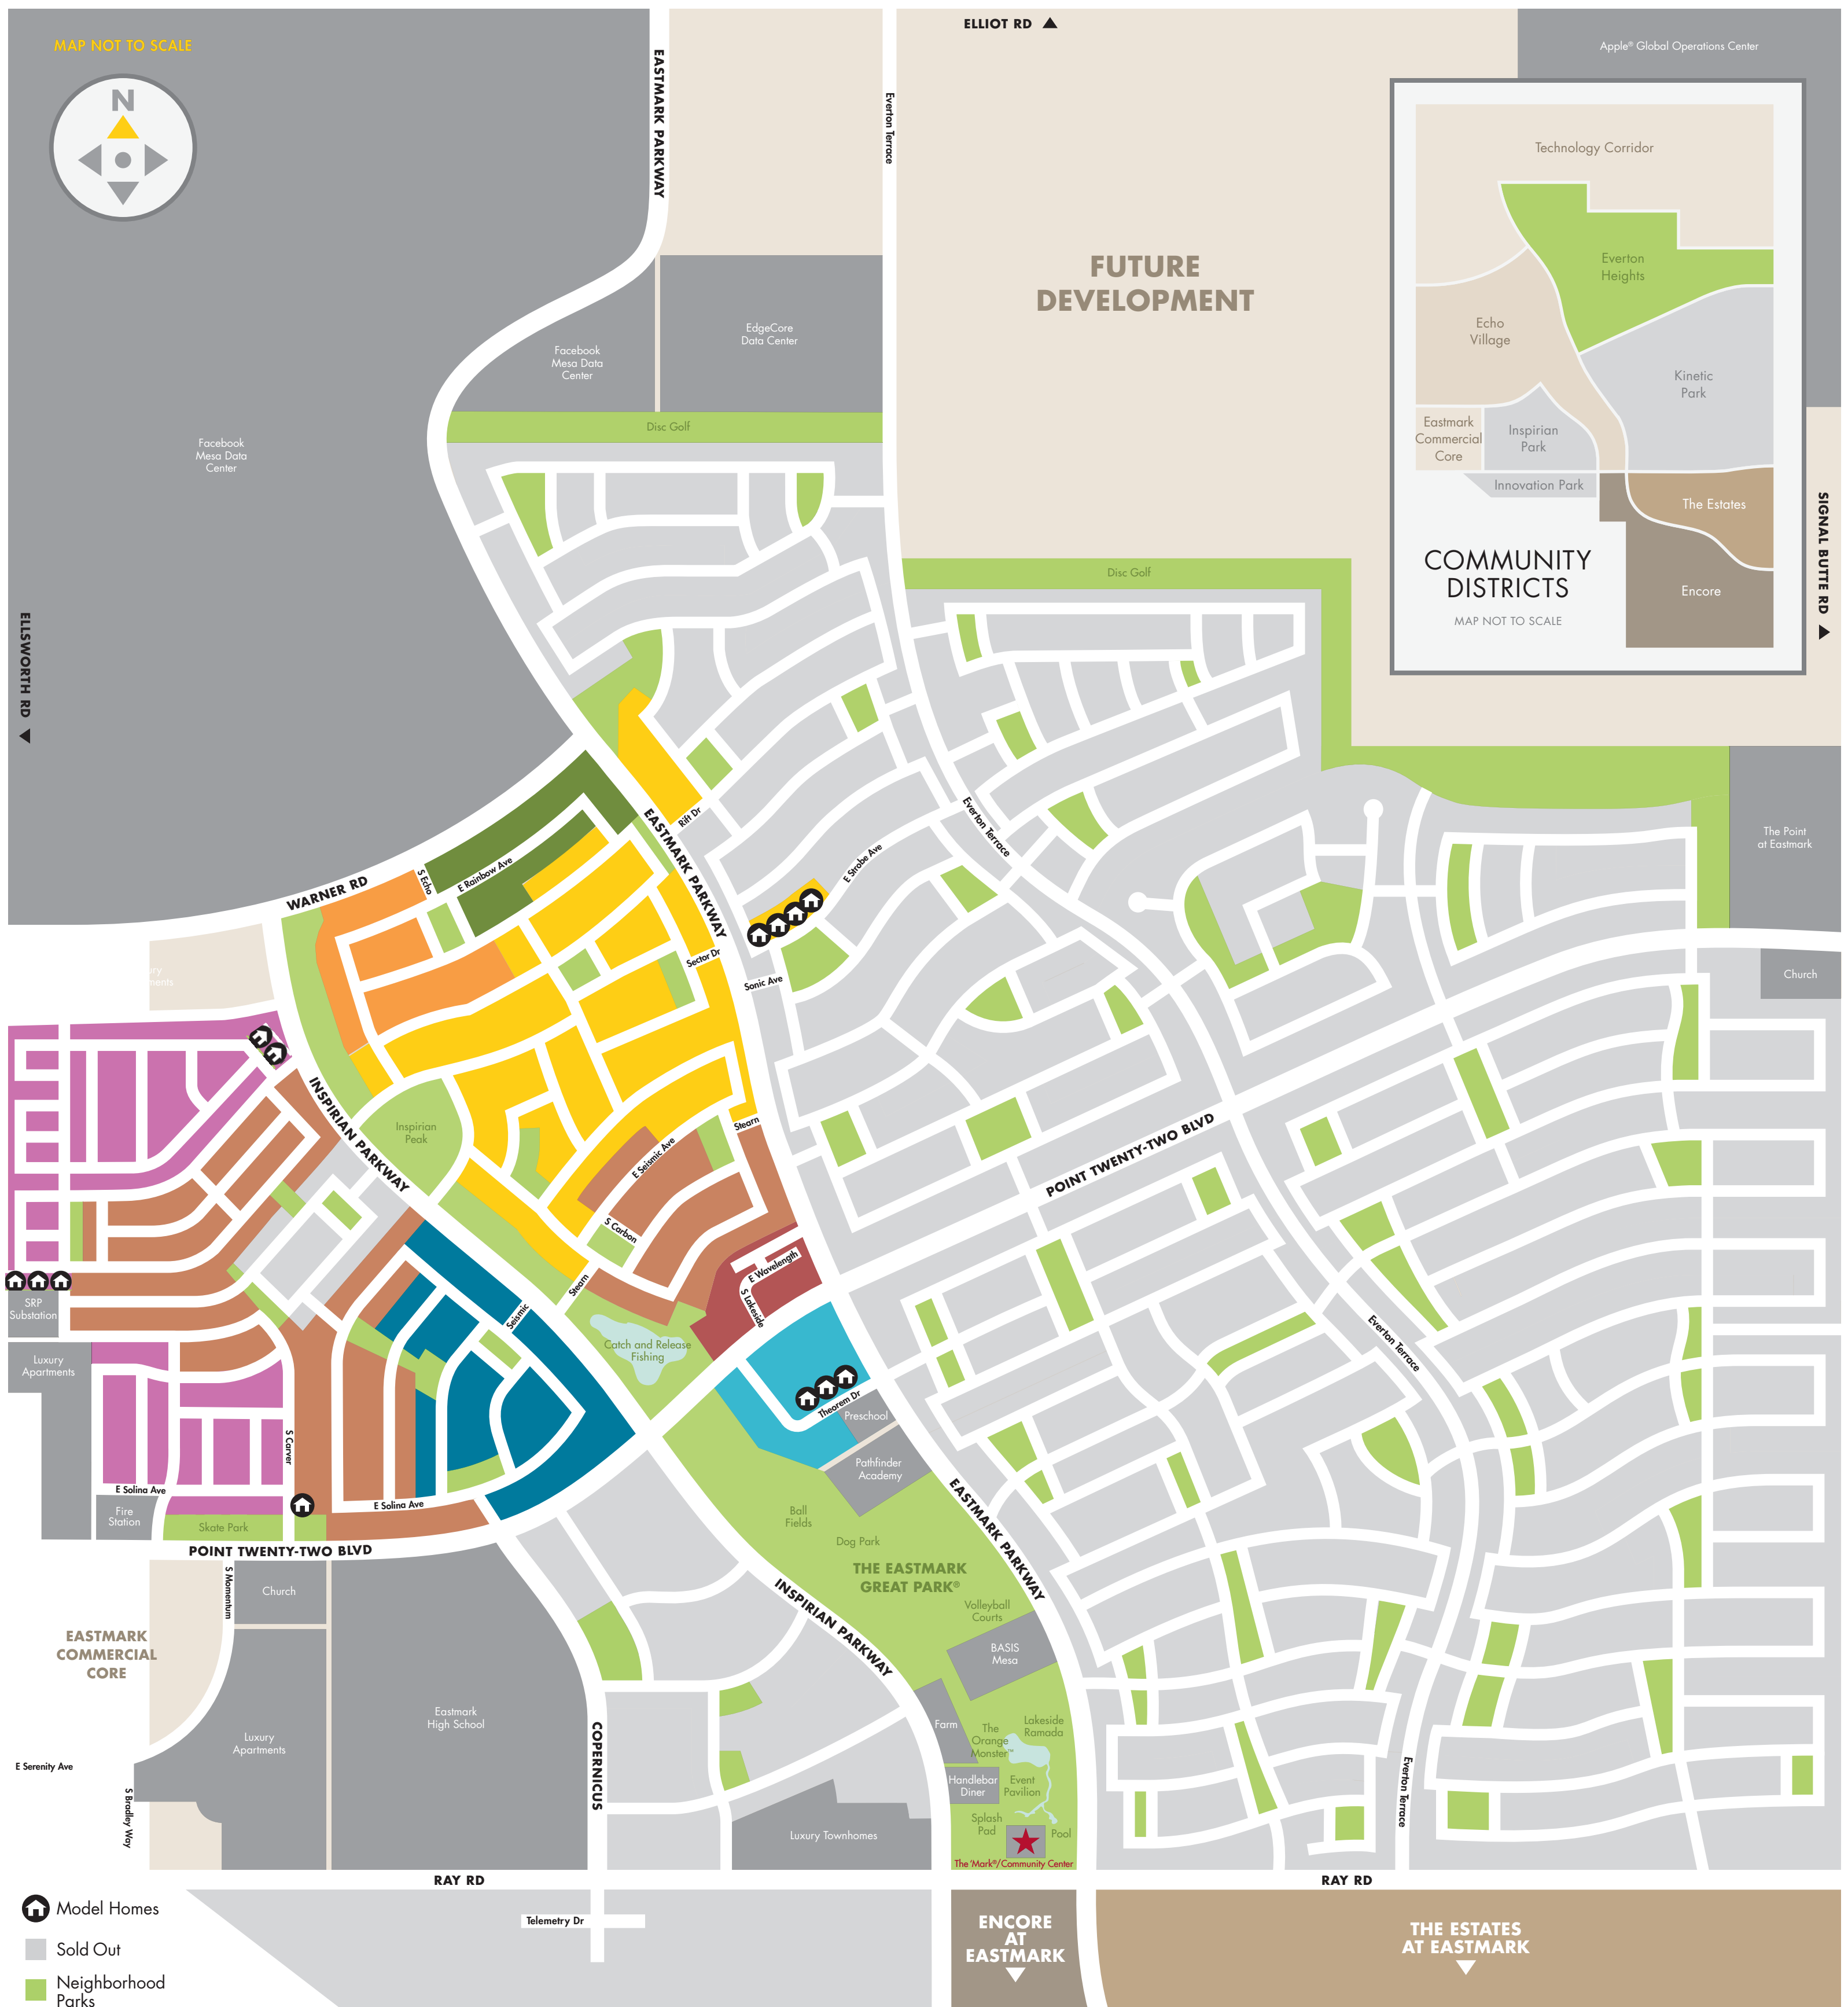 MAP NOT TO SCALE
N
ELLIOT RD
Apple® Global Operations Center
EASTMARK PARKWAY
Everton Terrace
Technology Corridor
Everton
Heights
Echo
Village
Kinetic
Park
Eastmark
Commercial
Core
Inspirian
Park
Innovation Park
The Estates
Encore
COMMUNITY
DISTRICTS
MAP NOT TO SCALE
FUTURE
DEVELOPMENT
EdgeCore
Data Center
Facebook
Mesa Data
Center
Facebook
Mesa Data
Center
Disc Golf
Disc Golf
SIGNAL BUTTE RD
ELLSWORTH RD
Rift Dr
EASTMARK PARKWAY
Everton Terrace
E Strobe Ave
The Point
at Eastmark
WARNER RD
S Echo
E Rainbow Ave
Sector Dr
Sonic Ave
Church
INSPIRIAN PARKWAY
Inspirian
Peak
E Seismic Ave
Stearn
POINT TWENTY-TWO BLVD
S Carbon
E Wavelength
S Lakeside
Stearn
Seismic
SRP
Substation
Catch and Release
Fishing
Everton Terrace
Luxury
Apartments
Theorem Dr
Preschool
Pathfinder
Academy
S Carver
E Solina Ave
E Solina Ave
Fire
Station
Skate Park
POINT TWENTY-TWO BLVD
Ball
Fields
Dog Park
THE EASTMARK
GREAT PARK®
EASTMARK PARKWAY
INSPIRIAN PARKWAY
Volleyball
Courts
BASIS
Mesa
S Momentum
Church
EASTMARK
COMMERCIAL
CORE
Luxury
Apartments
Eastmark
High School
COPERNICUS
Farm
The
Orange
Monster™
Lakeside
Ramada
Handlebar
Diner
Event
Pavilion
Splash
Pad
Pool
The 'Mark®/Community Center
Everton Terrace
E Serenity Ave
S Bradley Way
Luxury Townhomes
RAY RD
RAY RD
Telemetry Dr
ENCORE
AT
EASTMARK
THE ESTATES
AT EASTMARK
Model Homes
Sold Out
Neighborhood
Parks